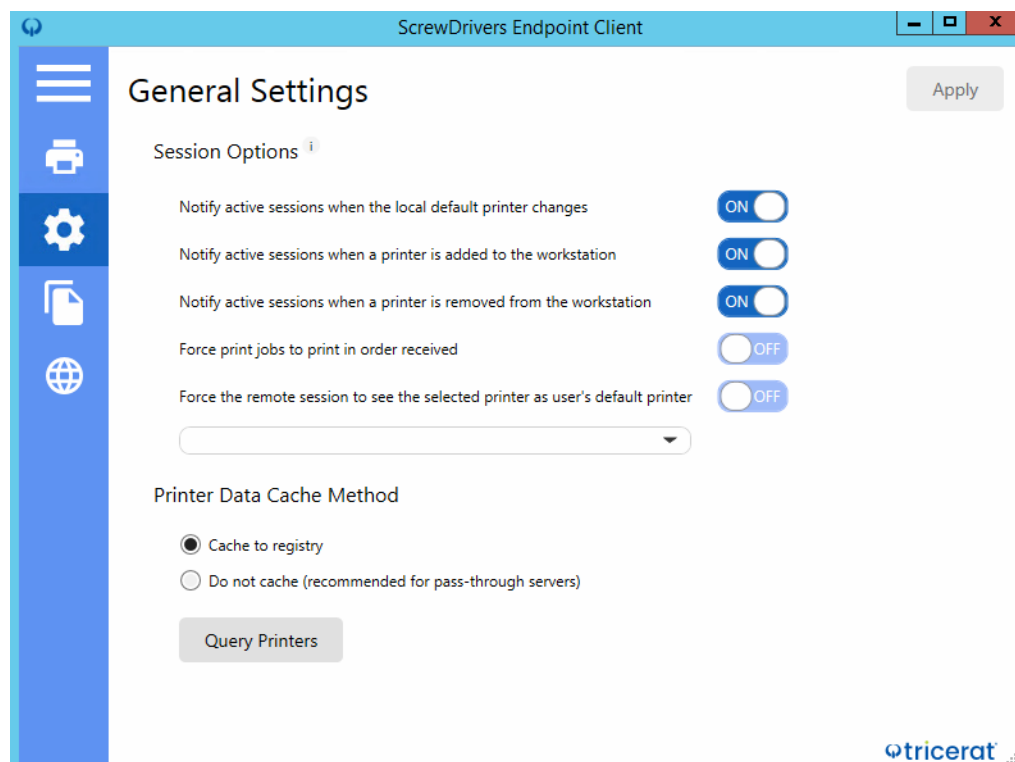 ScrewDrivers Endpoint Client
General Settings
Apply
Session Options i
Notify active sessions when the local default printer changes ON
Notify active sessions when a printer is added to the workstation ON
Notify active sessions when a printer is removed from the workstation ON
Force print jobs to print in order received OFF
Force the remote session to see the selected printer as user's default printer OFF
Printer Data Cache Method
Cache to registry
Do not cache (recommended for pass-through servers)
Query Printers
tricerat